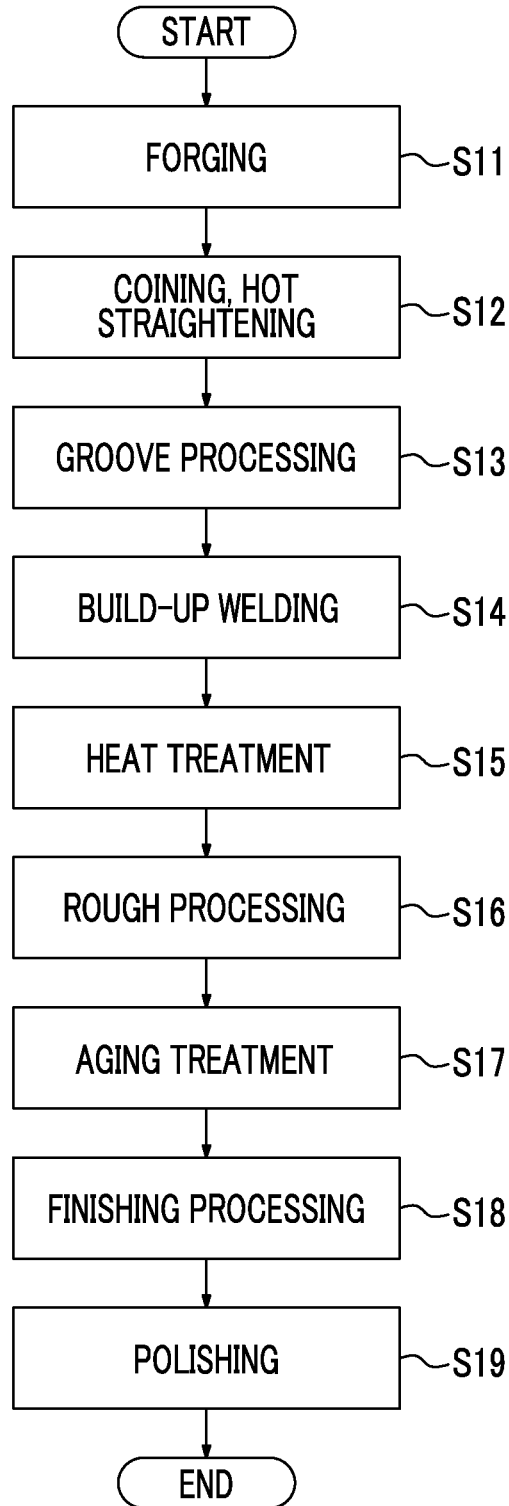 START
FORGING
S11
COINING, HOT
STRAIGHTENING
S12
GROOVE PROCESSING
S13
BUILD-UP WELDING
S14
HEAT TREATMENT
S15
ROUGH PROCESSING
S16
AGING TREATMENT
S17
FINISHING PROCESSING
S18
POLISHING
S19
END